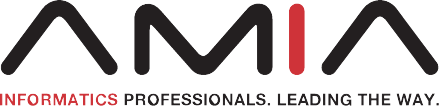 AMIA
INFORMATICS PROFESSIONALS. LEADING THE WAY.